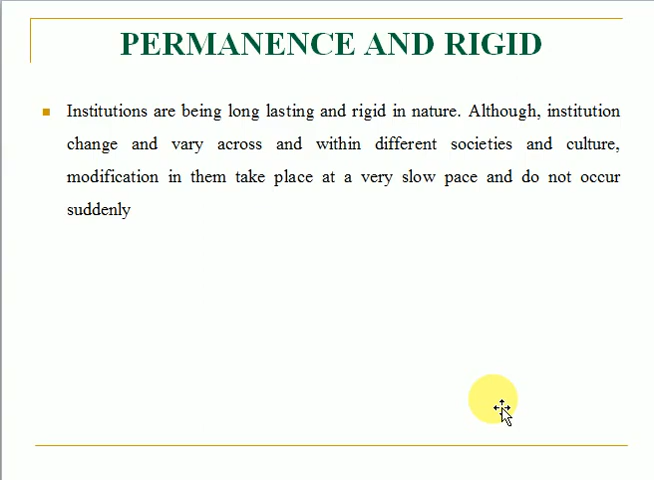 PERMANENCE AND RIGID
Institutions are being long lasting and rigid in nature. Although, institution
change and vary across and within different societies and culture,
modification in them take place at a very slow pace and do not occur
suddenly